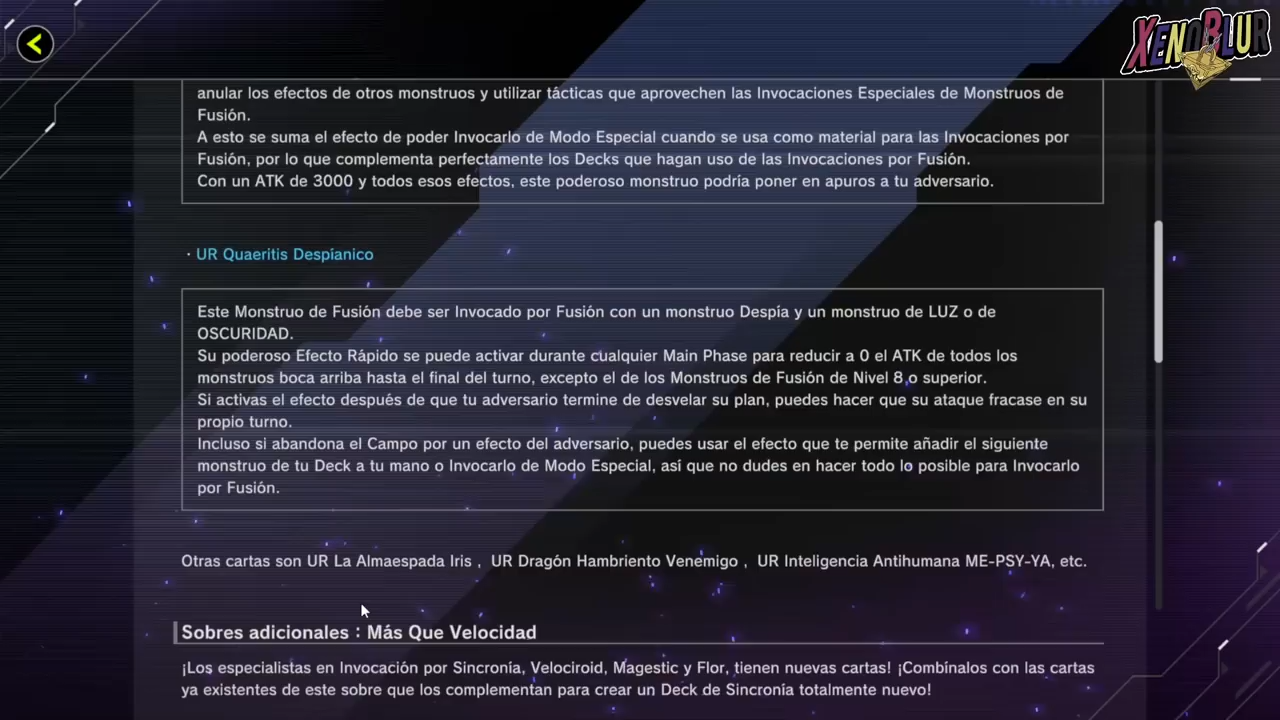 XENOBLUR
anular los efectos de otros monstruos y utilizar tácticas que aprovechen las Invocaciones Especiales de Monstruos de
Fusión.
A esto se suma el efecto de poder Invocarlo de Modo Especial cuando se usa como material para las Invocaciones por
Fusión, por lo que complementa perfectamente los Decks que hagan uso de las Invocaciones por Fusión.
Con un ATK de 3000 y todos esos efectos, este poderoso monstruo podría poner en apuros a tu adversario.
· UR Quaeritis Despíanico
Este Monstruo de Fusión debe ser Invocado por Fusión con un monstruo Despía y un monstruo de LUZ o de
OSCURIDAD.
Su poderoso Efecto Rápido se puede activar durante cualquier Main Phase para reducir a 0 el ATK de todos los
monstruos boca arriba hasta el final del turno, excepto el de los Monstruos de Fusión de Nivel 8 o superior.
Si activas el efecto después de que tu adversario termine de desvelar su plan, puedes hacer que su ataque fracase en su
propio turno.
Incluso si abandona el Campo por un efecto del adversario, puedes usar el efecto que te permite añadir el siguiente
monstruo de tu Deck a tu mano o Invocarlo de Modo Especial, así que no dudes en hacer todo lo posible para Invocarlo
por Fusión.
Otras cartas son UR La Almaespada Iris , UR Dragón Hambriento Venemigo , UR Inteligencia Antihumana ME-PSY-YA, etc.
Sobres adicionales : Más Que Velocidad
¡Los especialistas en Invocación por Sincronía, Velociroid, Magestic y Flor, tienen nuevas cartas! ¡Combínalos con las cartas
ya existentes de este sobre que los complementan para crear un Deck de Sincronía totalmente nuevo!